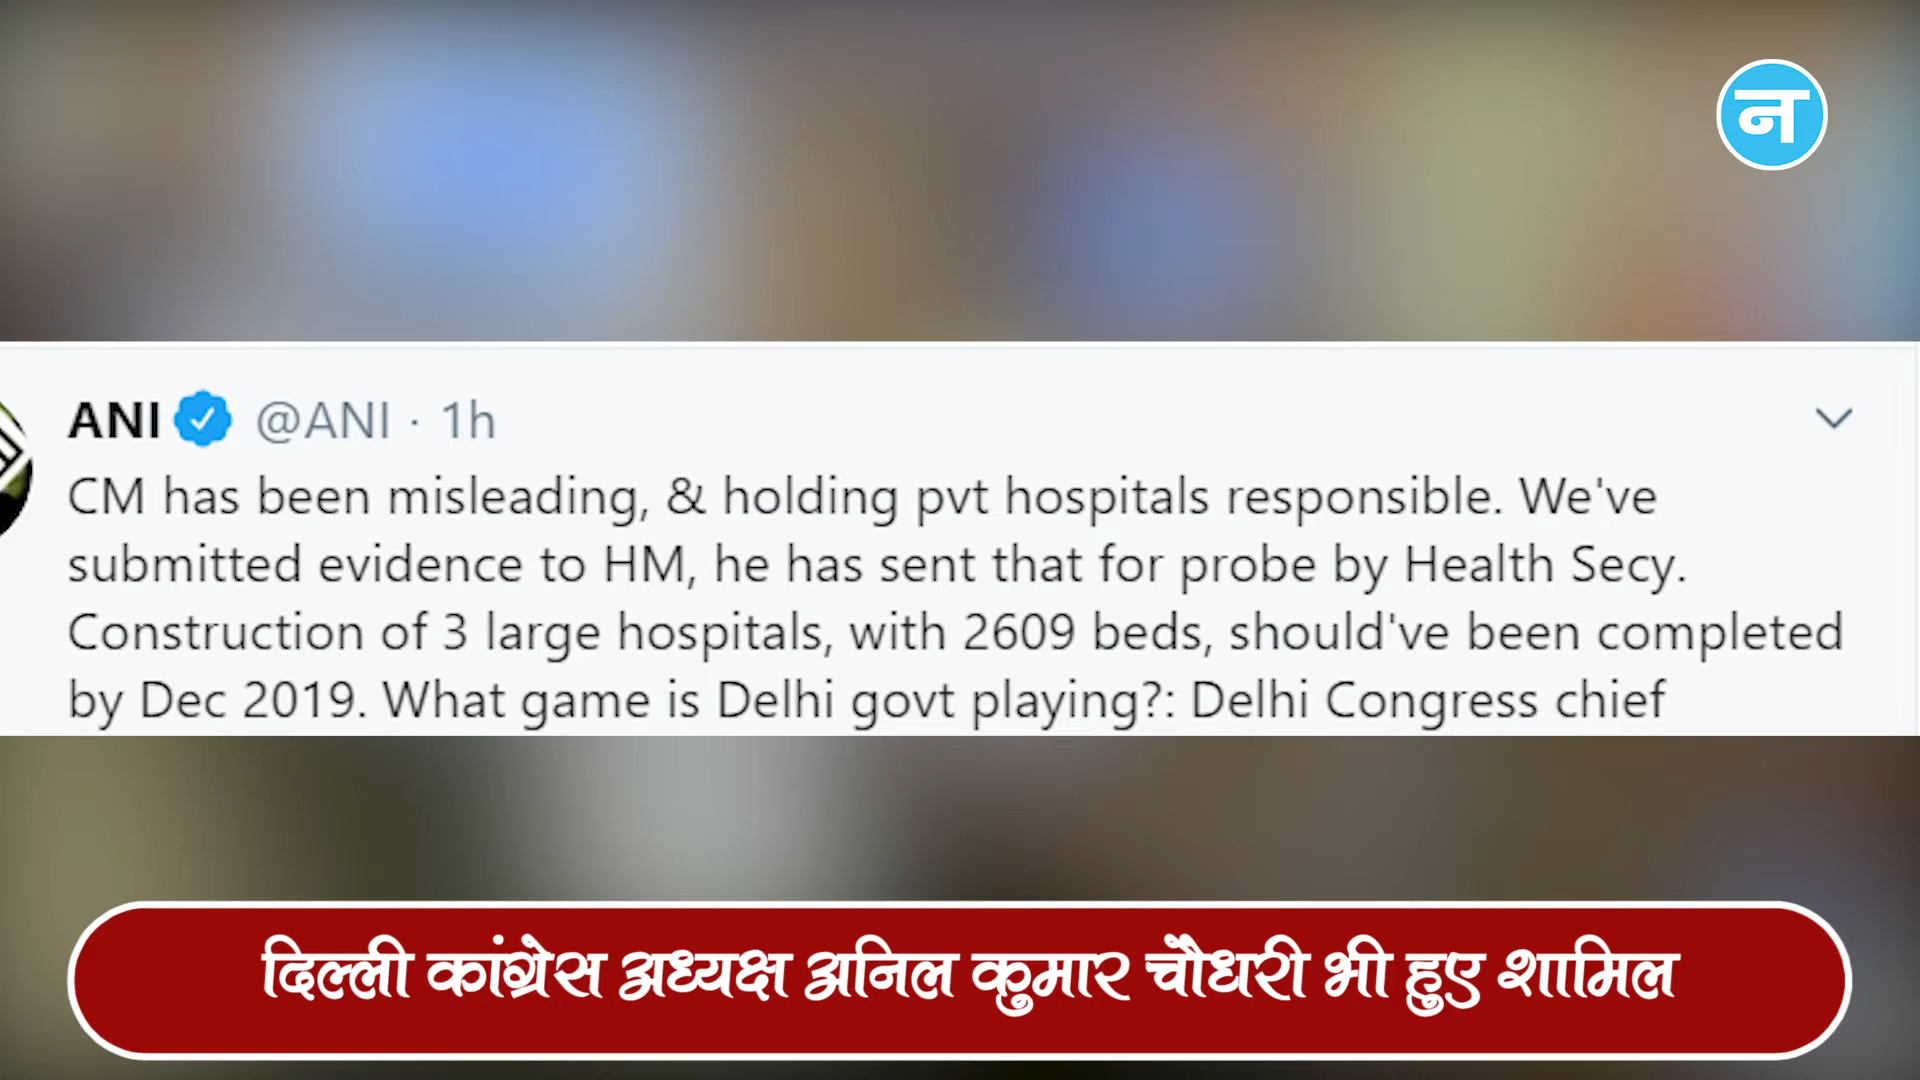 न
ANI @ANI · 1h
CM has been misleading, & holding pvt hospitals responsible. We've
submitted evidence to HM, he has sent that for probe by Health Secy.
Construction of 3 large hospitals, with 2609 beds, should've been completed
by Dec 2019. What game is Delhi govt playing?: Delhi Congress chief
दिल्ली कांग्रेस अध्यक्ष अनिल कुमार चौधरी भी हुए शामिल